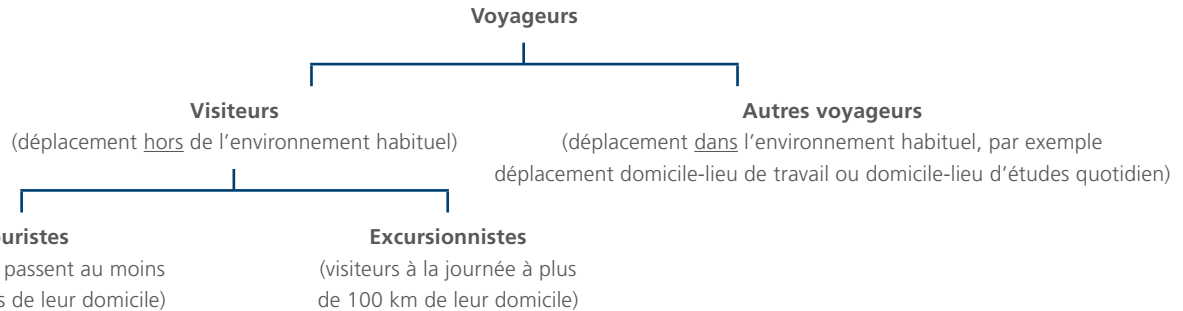 Voyageurs
Visiteurs
(déplacement hors de l’environnement habituel)
Autres voyageurs
(déplacement dans l’environnement habituel, par exemple
déplacement domicile-lieu de travail ou domicile-lieu d’études quotidien)
passent au moins
de leur domicile)
Excursionnistes
(visiteurs à la journée à plus
de 100 km de leur domicile)